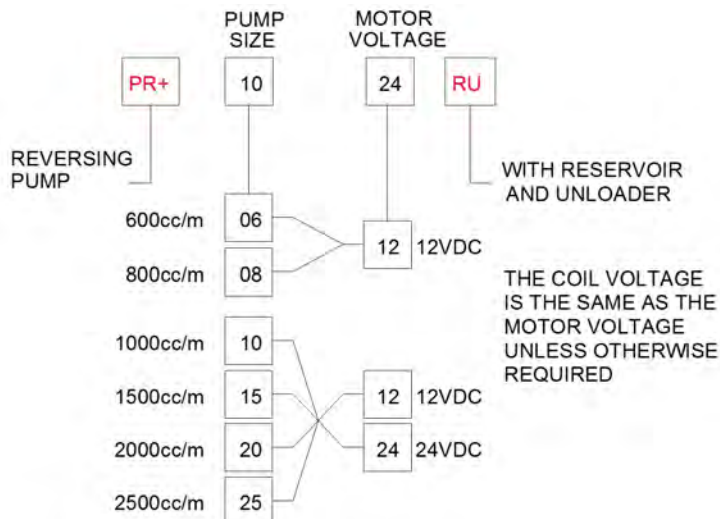 PUMP
SIZE
MOTOR
VOLTAGE
PR+ 10 24 RU
REVERSING
PUMP
WITH RESERVOIR
AND UNLOADER
600cc/m 06
12 12VDC
800cc/m 08
THE COIL VOLTAGE
IS THE SAME AS THE
MOTOR VOLTAGE
UNLESS OTHERWISE
REQUIRED
1000cc/m 10
1500cc/m 15 12 12VDC
2000cc/m 20 24 24VDC
2500cc/m 25